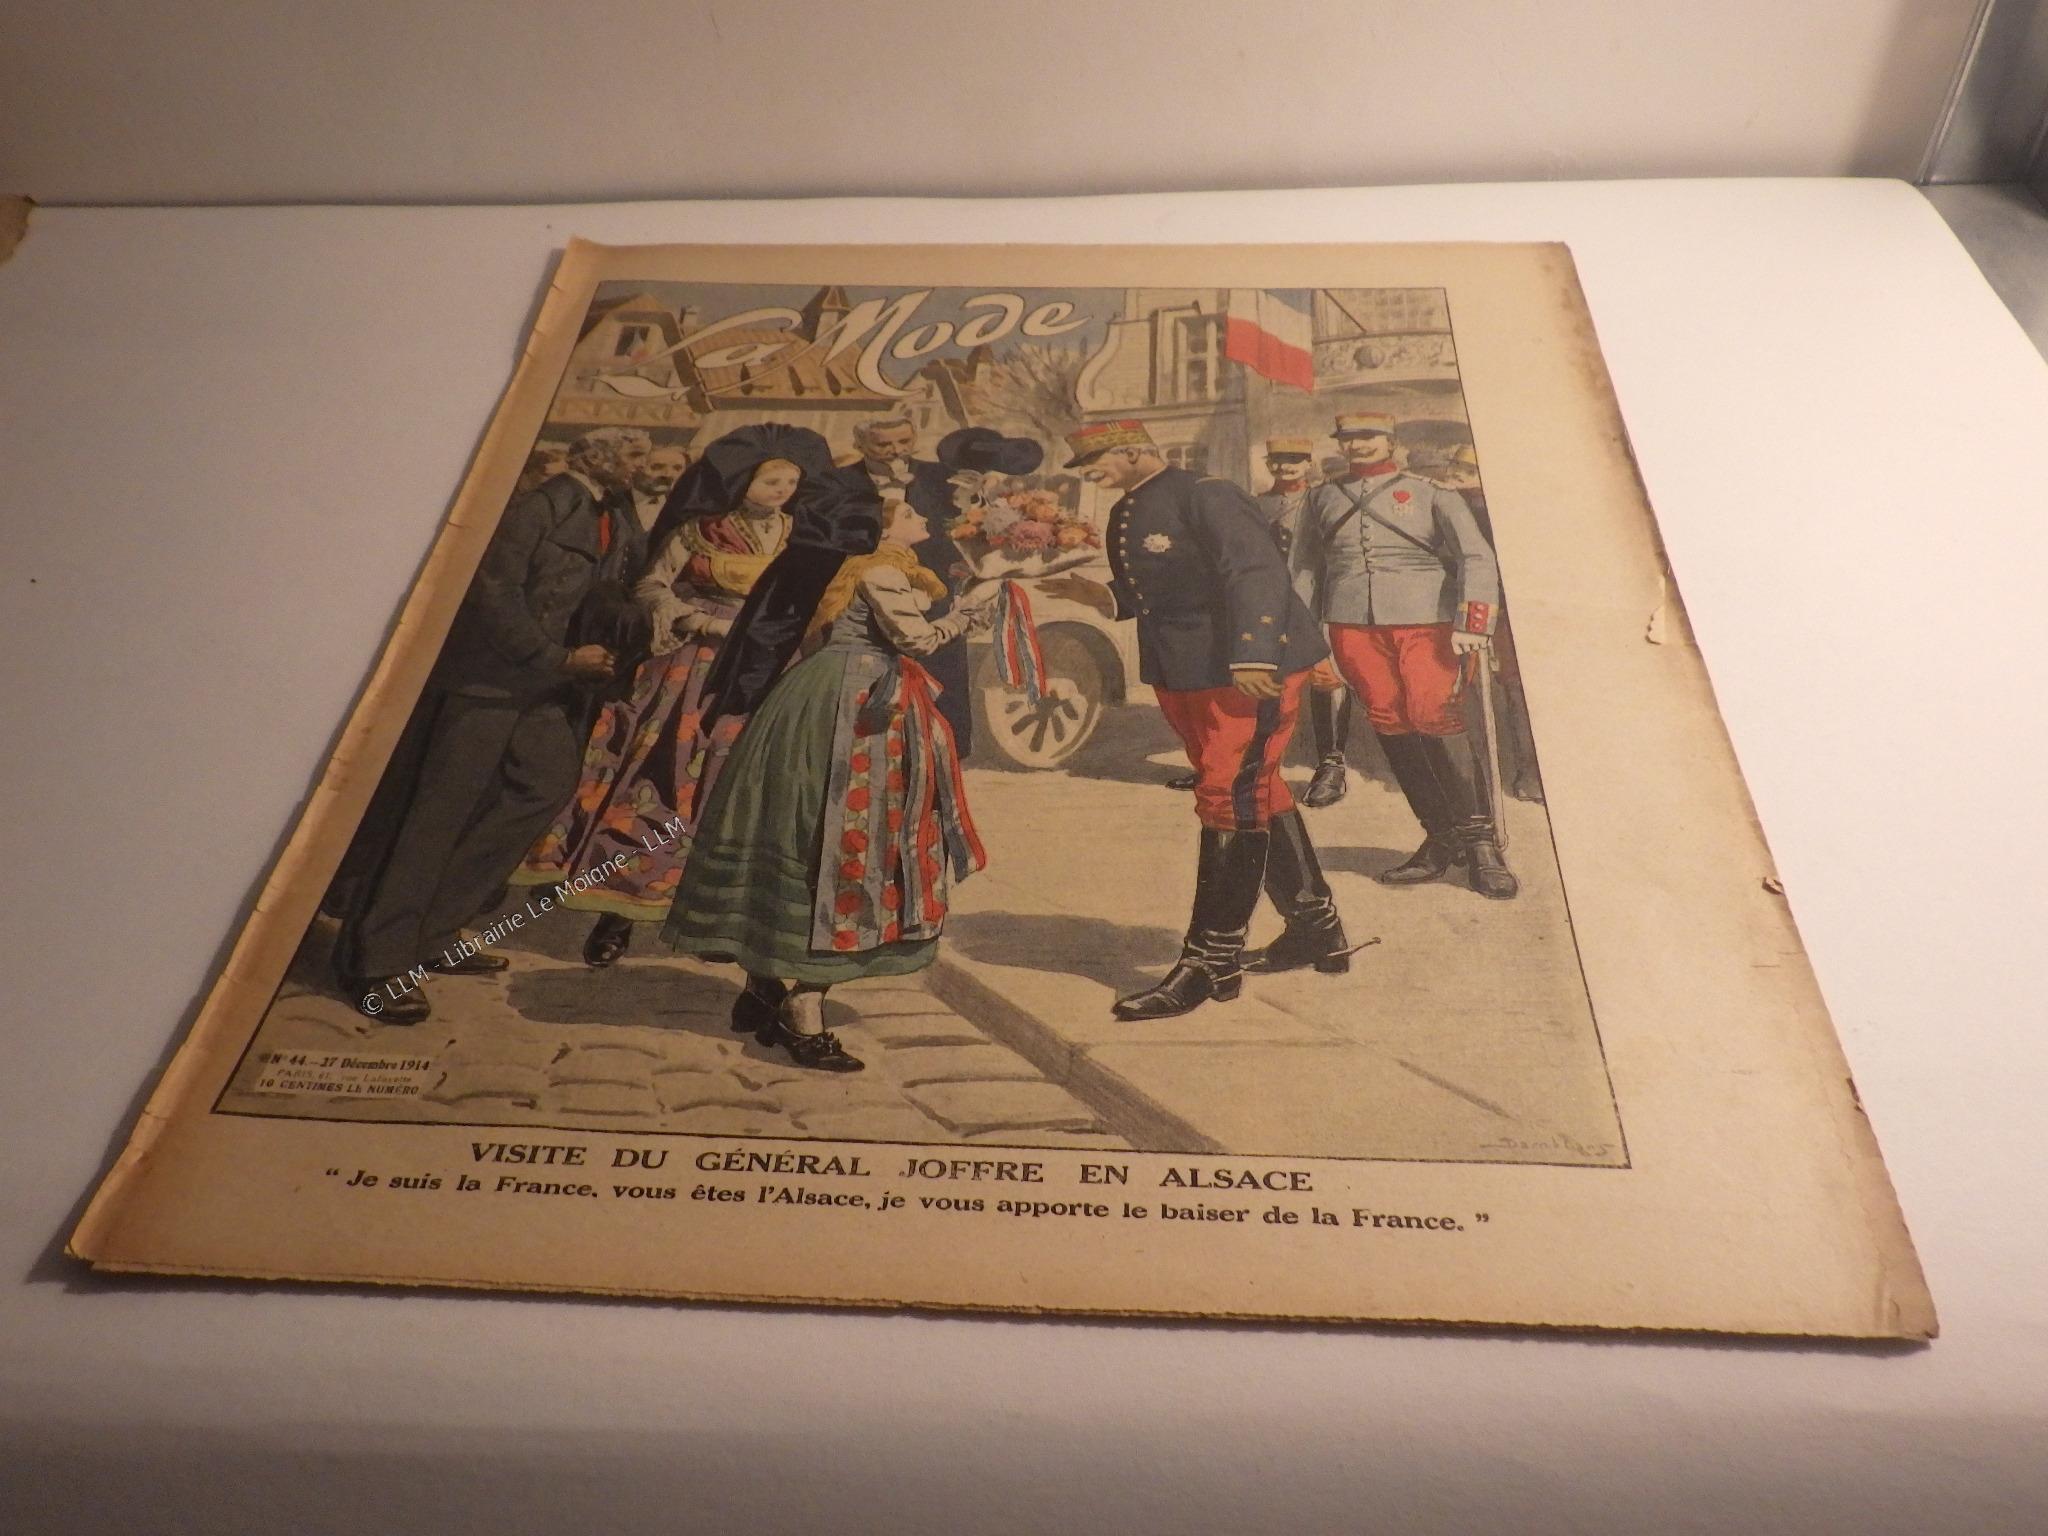 La Mode
N° 44. — 27 Décembre 1914
PARIS, 61, rue Lafayette
10 CENTIMES LE NUMÉRO
VISITE DU GÉNÉRAL JOFFRE EN ALSACE
“ Je suis la France, vous êtes l’Alsace, je vous apporte le baiser de la France. ”
© LLM - Librairie Le Moigne - LLM